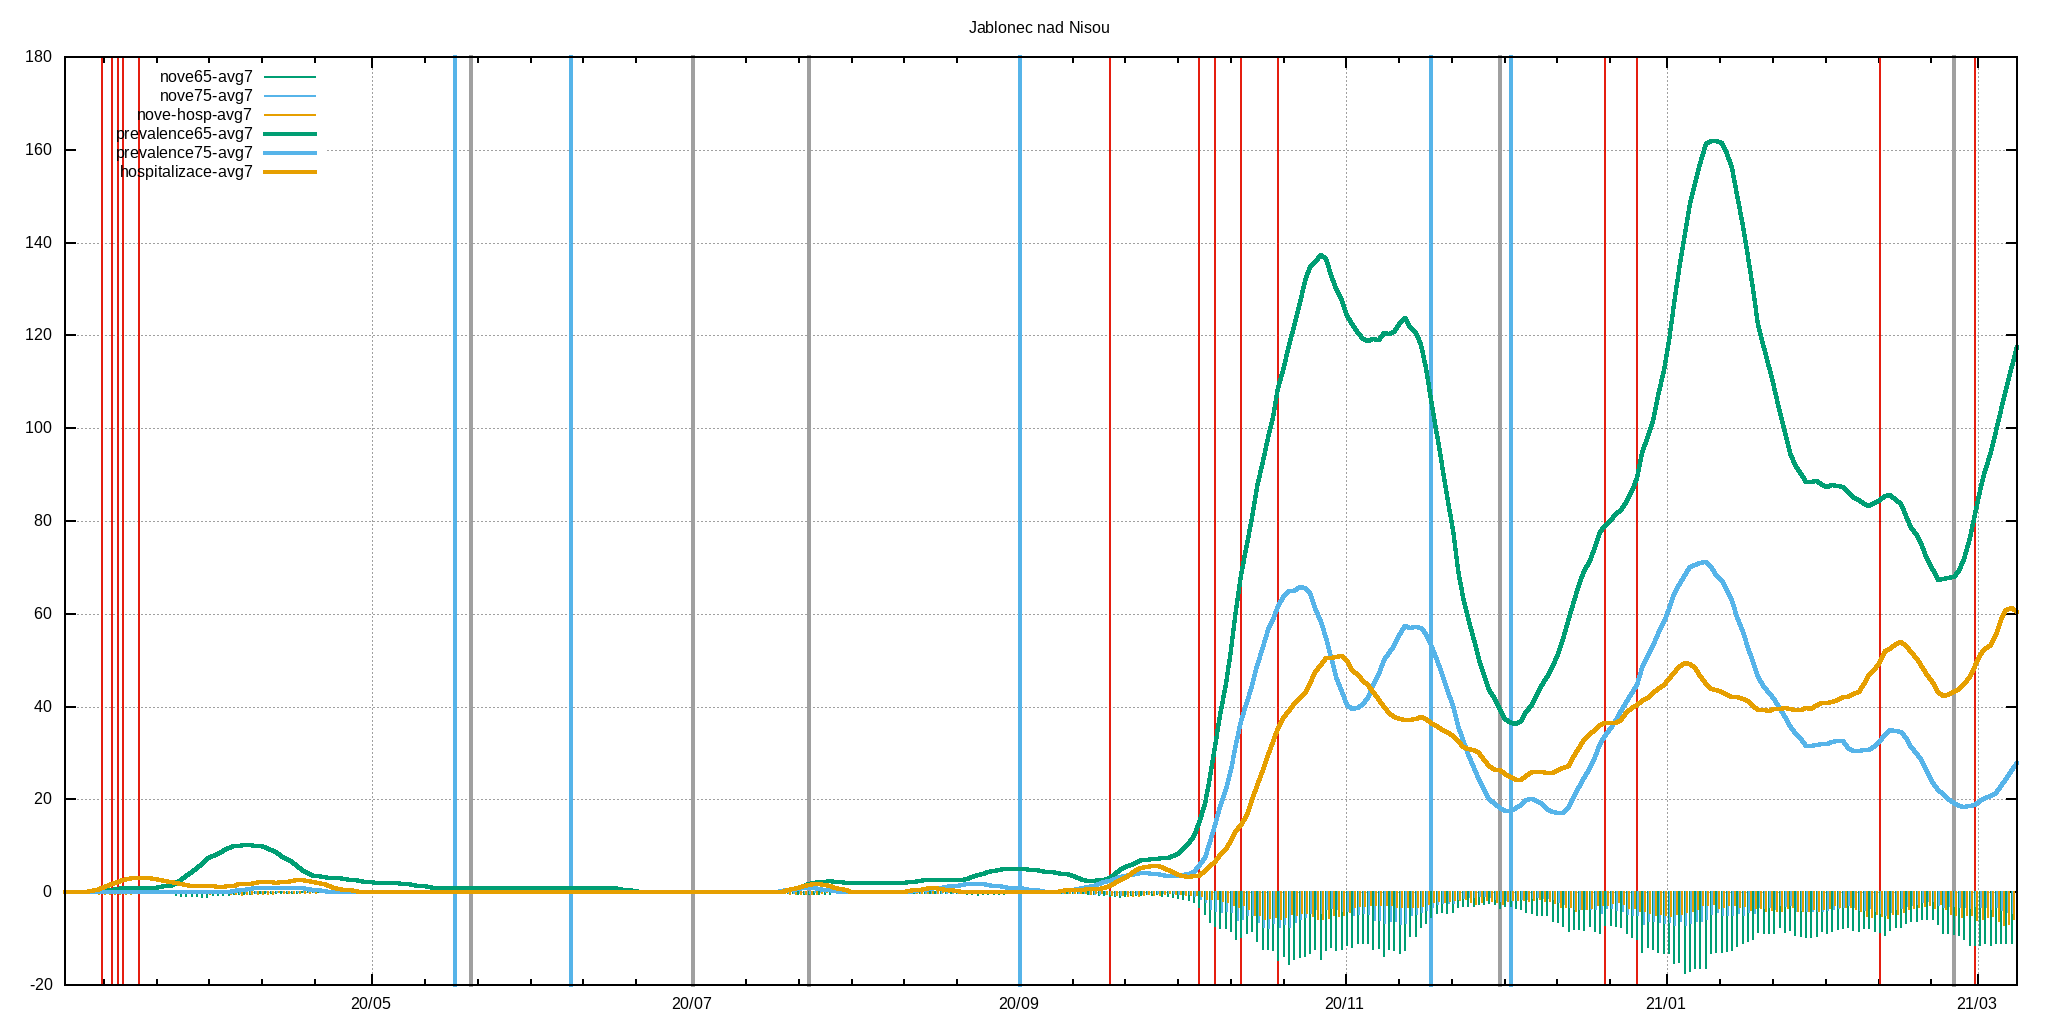 Jablonec nad Nisou
180
160
140
120
100
80
60
40
20
0
-20
nove65-avg7
nove75-avg7
nove-hosp-avg7
prevalence65-avg7
prevalence75-avg7
hospitalizace-avg7
20/05
20/07
20/09
20/11
21/01
21/03